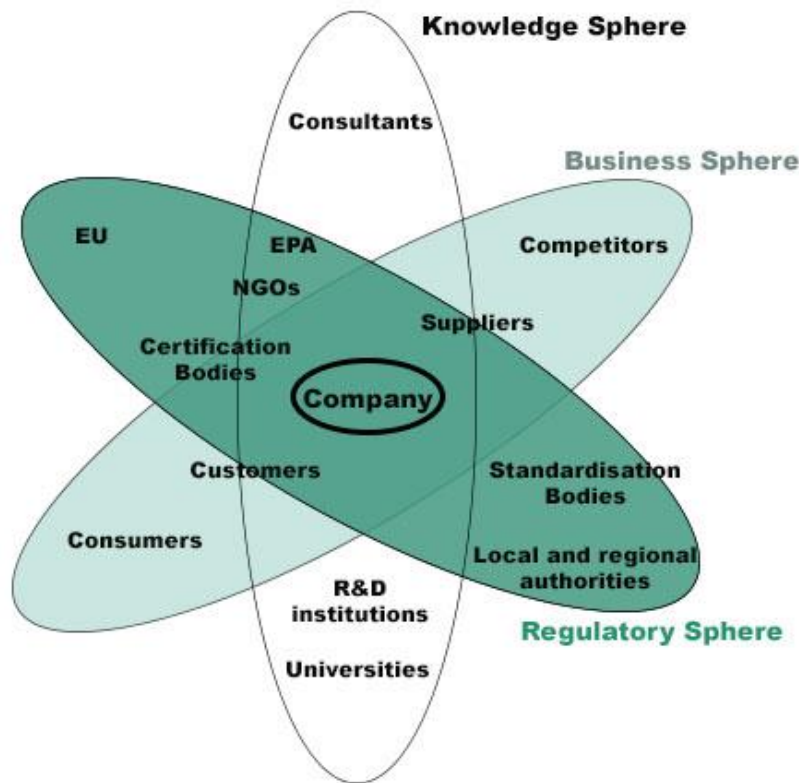 Knowledge Sphere
Consultants
Business Sphere
EU
EPA
Competitors
NGOs
Suppliers
Certification
Bodies
Company
Customers
Standardisation
Bodies
Consumers
Local and regional
authorities
R&D
institutions
Regulatory Sphere
Universities